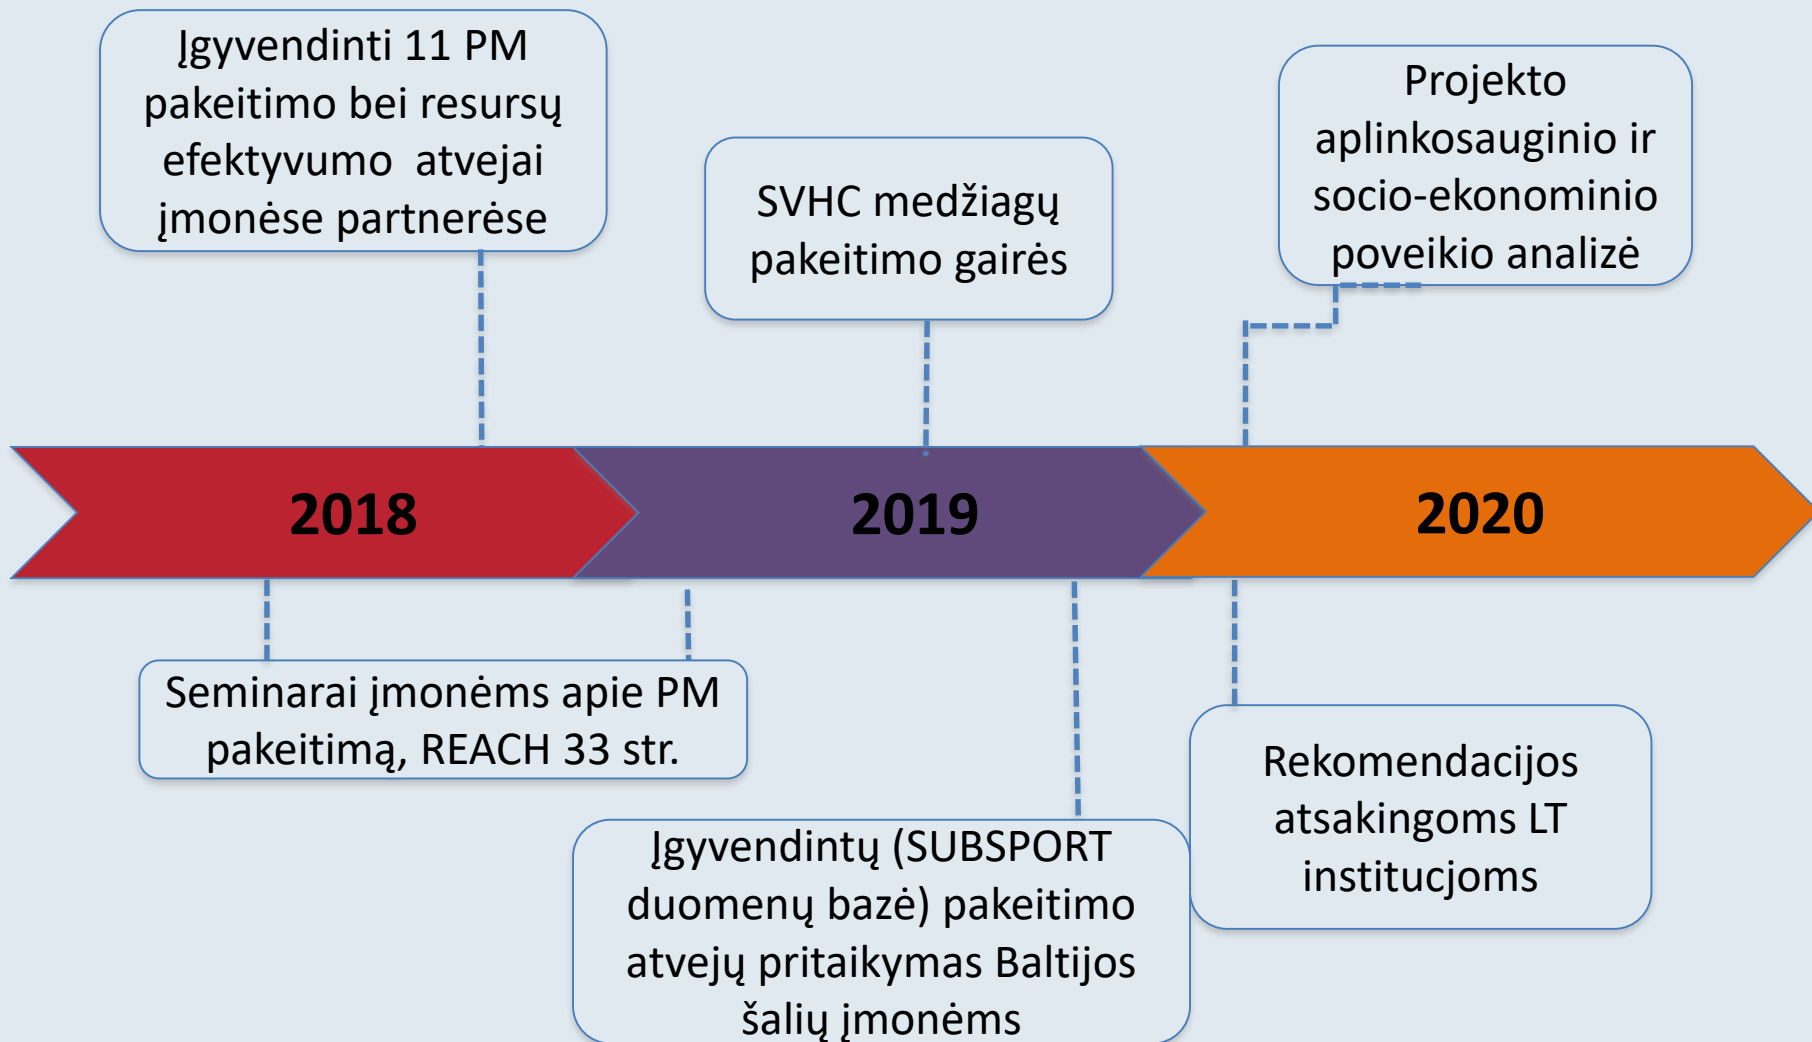 Įgyvendinti 11 PM
pakeitimo bei resursų
efektyvumo atvejai
įmonėse partnerėse
SVHC medžiagų
pakeitimo gairės
Projekto
aplinkosauginio ir
socio-ekonominio
poveikio analizė
2018
2019
2020
Seminarai įmonėms apie PM
pakeitimą, REACH 33 str.
Įgyvendintų (SUBSPORT
duomenų bazė) pakeitimo
atvejų pritaikymas Baltijos
šalių įmonėms
Rekomendacijos
atsakingoms LT
institucjoms